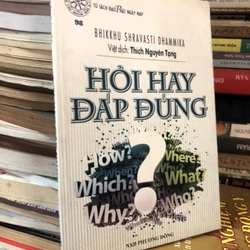 TỦ SÁCH ĐẠO Phật NGÀY NAY
98
BHIKKHU SHRAVASTI DHAMMIKA
Việt dịch: Thích Nguyên Tạng
HỎI HAY
ĐÁP ĐÚNG
How?
Where?
Which?
What?
Why?
Who?
?
NAM PHƯƠNG ĐÔNG